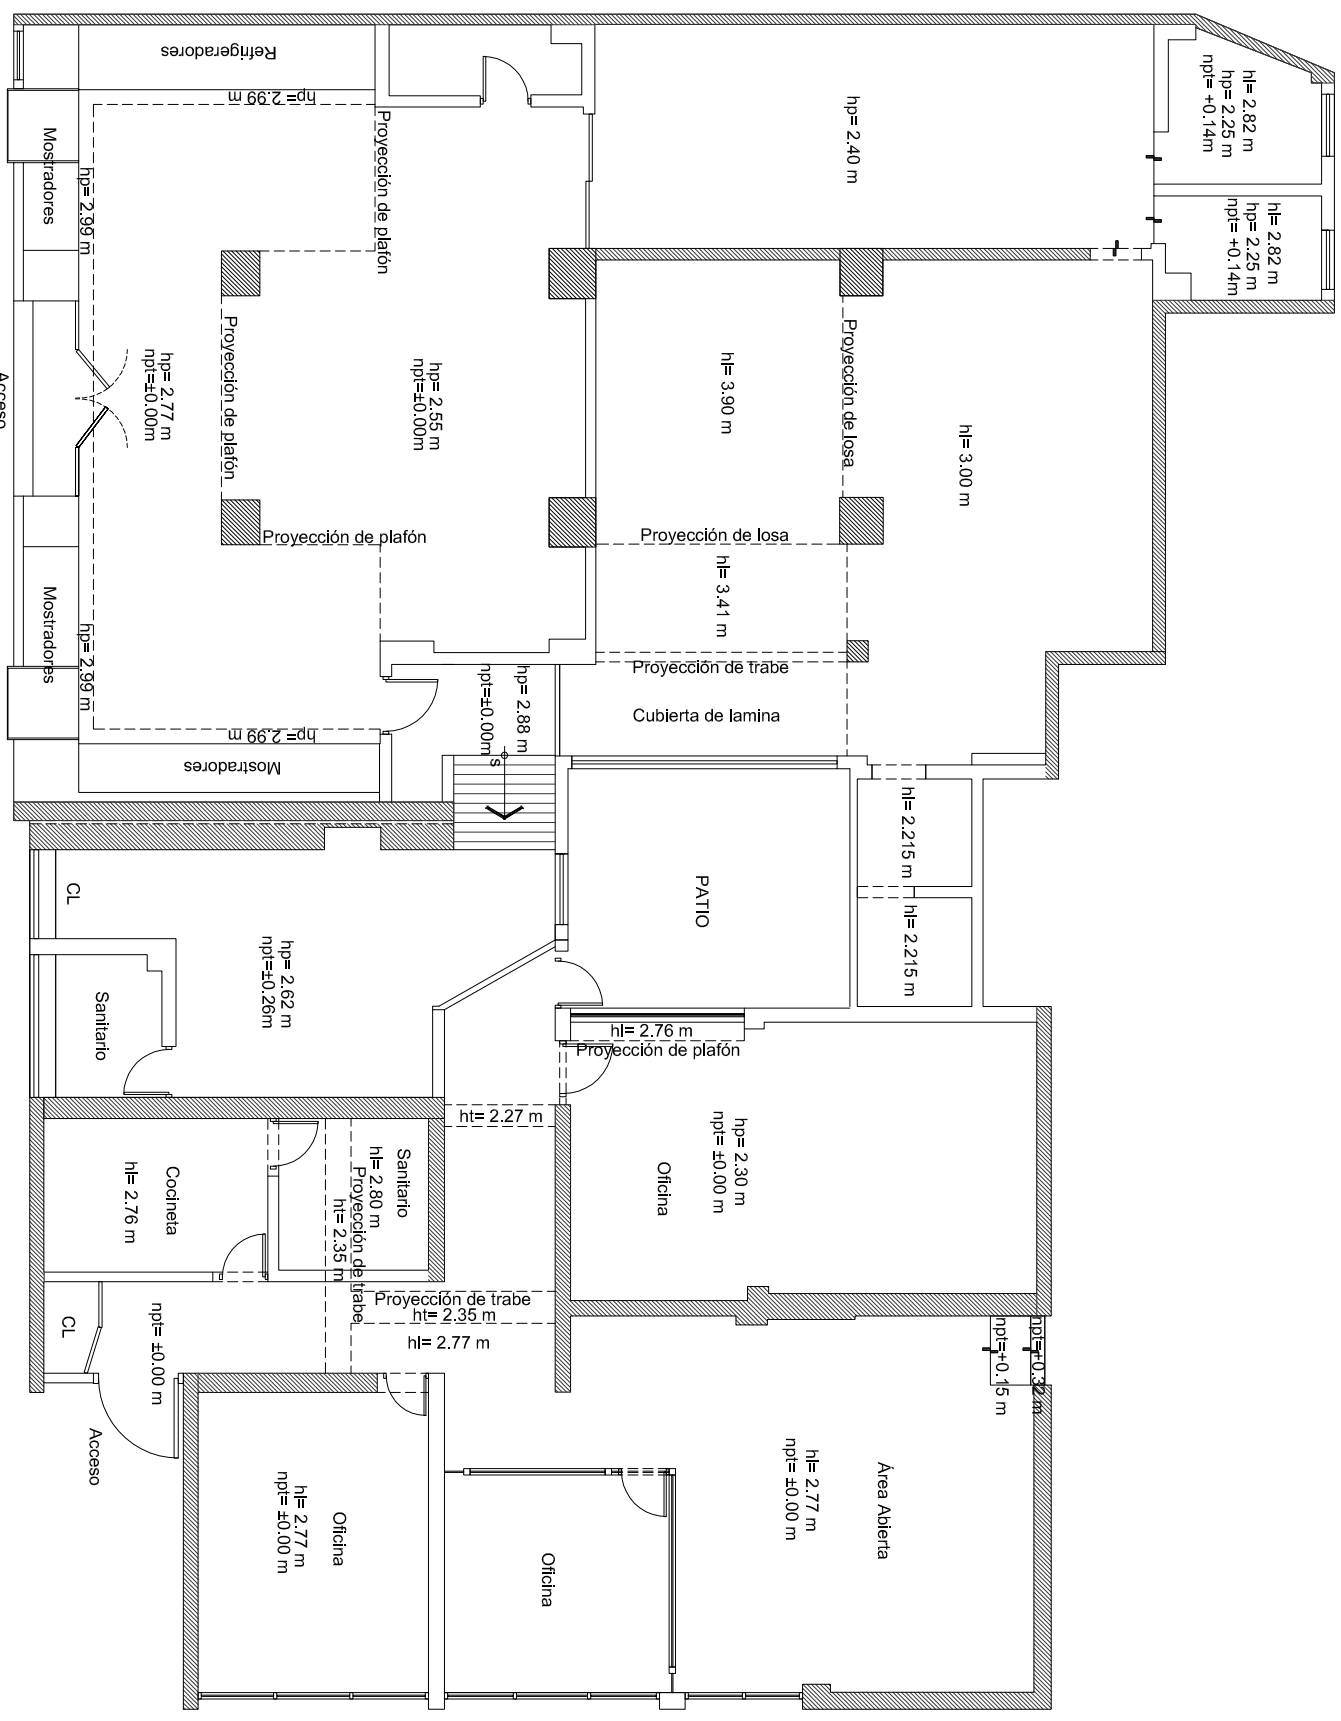 Refrigeradores
hp= 2.99 m
Mostradores
hp= 2.99 m
Proyección de plafón
hp= 2.40 m
hl= 2.82 m
hp= 2.25 m
npt= +0.14m
hl= 2.82 m
hp= 2.25 m
npt= +0.14m
Acceso
hp= 2.77 m
npt=±0.00m
Proyección de plafón
hp= 2.55 m
npt=±0.00m
hl= 3.90 m
Proyección de losa
hl= 3.00 m
Proyección de plafón
Proyección de losa
hl= 3.41 m
Mostradores
hp= 2.99 m
Proyección de trabe
Cubierta de lamina
hp= 2.88 m
npt=±0.00m
s
hp= 2.99 m
Mostradores
hl= 2.215 m
hl= 2.215 m
PATIO
CL
hp= 2.62 m
npt=±0.26m
Sanitario
hl= 2.76 m
Proyección de plafón
ht= 2.27 m
hp= 2.30 m
npt= ±0.00 m
Oficina
Cocineta
hl= 2.76 m
Sanitario
hl= 2.80 m
Proyección de trabe
ht= 2.35 m
Proyección de trabe
ht= 2.35 m
hl= 2.77 m
CL
npt= ±0.00 m
npt=+0.32 m
npt=+0.15 m
Acceso
Oficina
hl= 2.77 m
npt= ±0.00 m
Oficina
Área Abierta
hl= 2.77 m
npt= ±0.00 m